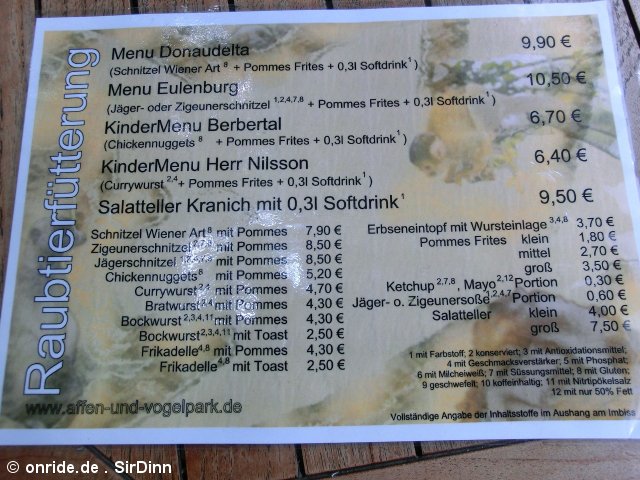 Raubtierfütterung
Menu Donaudelta 9,90 €
(Schnitzel Wiener Art 8 + Pommes Frites + 0,3l Softdrink 1)
Menu Eulenburg 10,50 €
(Jäger- oder Zigeunerschnitzel 1,2,4,7,8 + Pommes Frites + 0,3l Softdrink 1)
KinderMenu Berbertal 6,70 €
(Chickennuggets 8 + Pommes Frites + 0,3l Softdrink 1)
KinderMenu Herr Nilsson 6,40 €
(Currywurst 2,4 + Pommes Frites + 0,3l Softdrink 1)
Salatteller Kranich mit 0,3l Softdrink 1 9,50 €
Schnitzel Wiener Art 8 mit Pommes 7,90 €
Zigeunerschnitzel mit Pommes 8,50 €
Jägerschnitzel mit Pommes 8,50 €
Chickennuggets 8 mit Pommes 5,20 €
Currywurst 2,4 mit Pommes 4,70 €
Bratwurst mit Pommes 4,30 €
Bockwurst 2,3,4,11 mit Pommes 4,30 €
Bockwurst 2,3,4,11 mit Toast 2,50 €
Frikadelle 4,8 mit Pommes 4,30 €
Frikadelle 4,8 mit Toast 2,50 €
Erbseneintopf mit Wursteinlage 3,4,8 3,70 €
Pommes Frites klein 1,80 €
mittel 2,70 €
groß 3,50 €
Ketchup 2,7,8, Mayo 2,12 Portion 0,30 €
Jäger- o. Zigeunersoße 1,2,4,7 Portion 0,60 €
Salatteller klein 4,00 €
groß 7,50 €
1 mit Farbstoff; 2 konserviert; 3 mit Antioxidationsmittel;
4 mit Geschmacksverstärker; 5 mit Phosphat;
6 mit Milcheiweiß; 7 mit Süssungsmittel; 8 mit Gluten;
9 geschwefelt; 10 koffeinhaltig; 11 mit Nitritpökelsalz
12 mit nur 50% Fett
www.affen-und-vogelpark.de
Vollständige Angabe der Inhaltsstoffe im Aushang am Imbiss
© onride.de . SirDinn